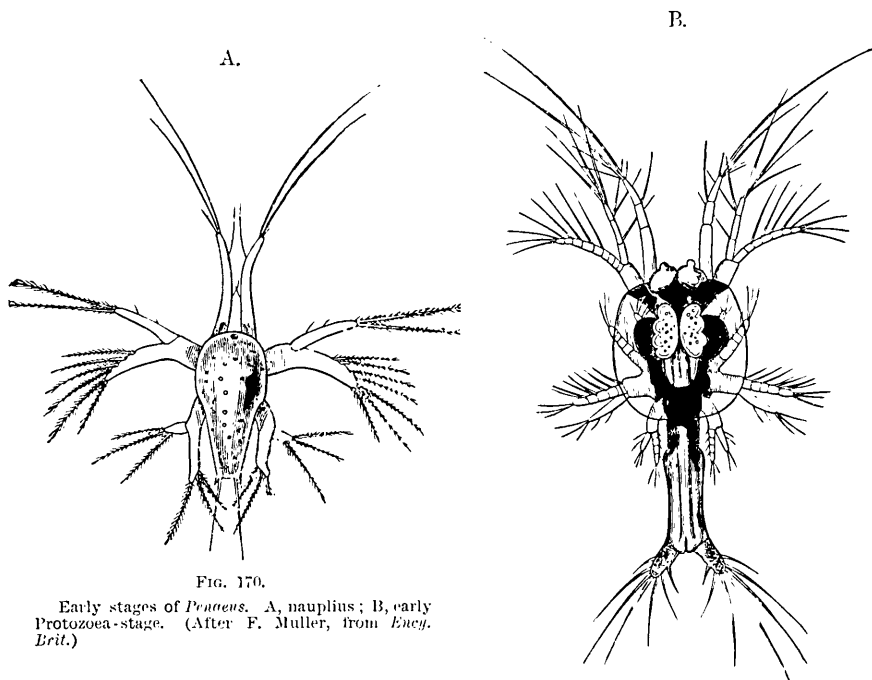 A.
B.
FIG. 170.
Early stages of Penaeus. A, nauplius; B, early
Protozoea-stage. (After F. Muller, from Ency.
Brit.)